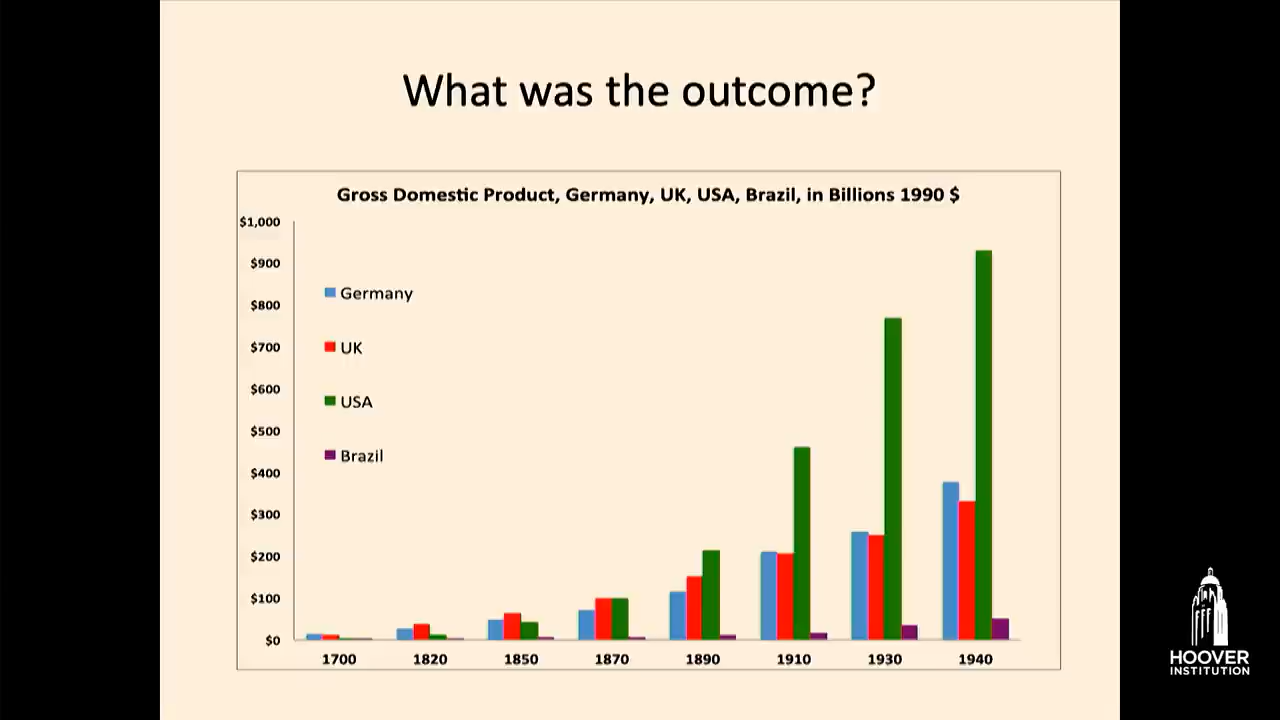 What was the outcome?
Gross Domestic Product, Germany, UK, USA, Brazil, in Billions 1990 $
$1,000
$900
$800
$700
$600
$500
$400
$300
$200
$100
$0
Germany
UK
USA
Brazil
1700 1820 1850 1870 1890 1910 1930 1940
HOOVER
INSTITUTION